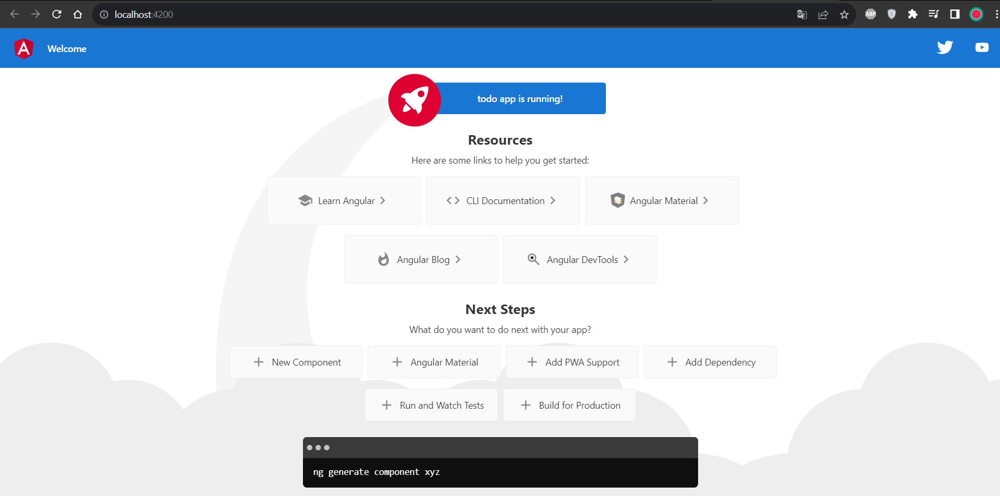 localhost:4200
ABP
A Welcome
todo app is running!
Resources
Here are some links to help you get started:
Learn Angular
CLI Documentation
Angular Material
Angular Blog
Angular DevTools
Next Steps
What do you want to do next with your app?
New Component
Angular Material
Add PWA Support
Add Dependency
Run and Watch Tests
Build for Production
ng generate component xyz